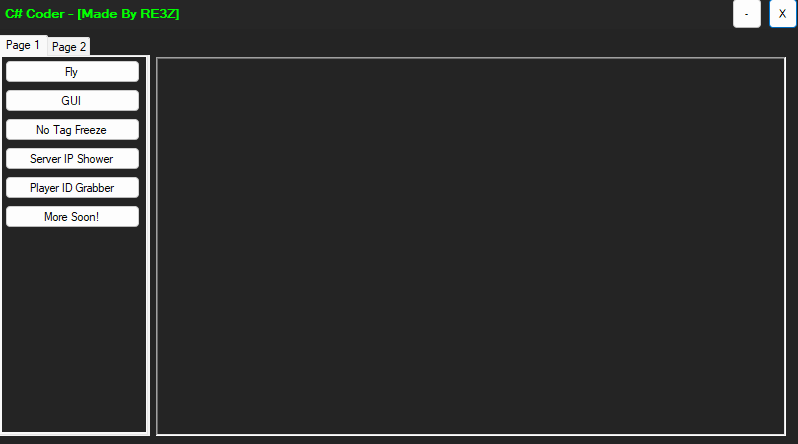 C# Coder - [Made By RE3Z]
-
X
Page 1
Page 2
Fly
GUI
No Tag Freeze
Server IP Shower
Player ID Grabber
More Soon!